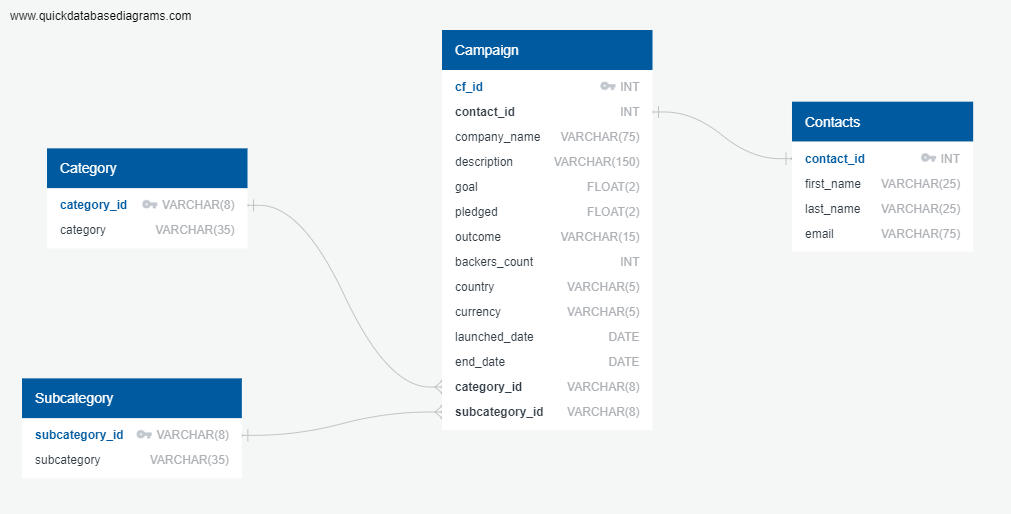 www.quickdatabasediagrams.com
Campaign
cf_id INT
contact_id INT
company_name VARCHAR(75)
description VARCHAR(150)
goal FLOAT(2)
pledged FLOAT(2)
outcome VARCHAR(15)
backers_count INT
country VARCHAR(5)
currency VARCHAR(5)
launched_date DATE
end_date DATE
category_id VARCHAR(8)
subcategory_id VARCHAR(8)
Contacts
contact_id INT
first_name VARCHAR(25)
last_name VARCHAR(25)
email VARCHAR(75)
Category
category_id VARCHAR(8)
category VARCHAR(35)
Subcategory
subcategory_id VARCHAR(8)
subcategory VARCHAR(35)